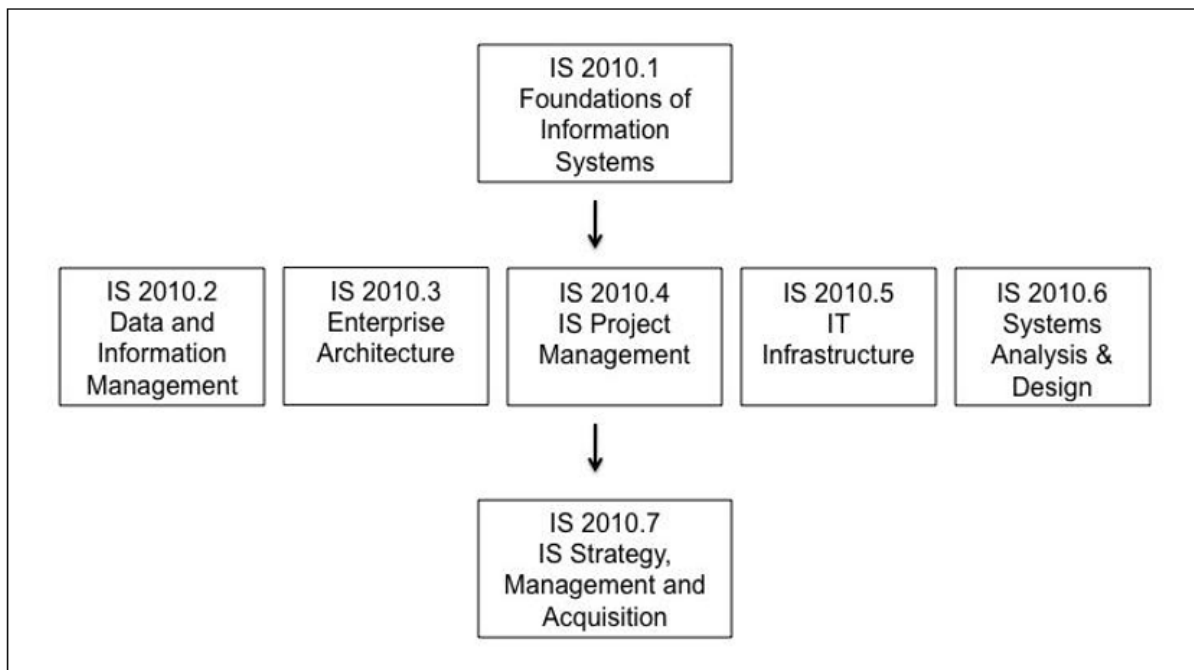 IS 2010.1
Foundations of
Information
Systems
IS 2010.2
Data and
Information
Management
IS 2010.3
Enterprise
Architecture
IS 2010.4
IS Project
Management
IS 2010.5
IT
Infrastructure
IS 2010.6
Systems
Analysis &
Design
IS 2010.7
IS Strategy,
Management and
Acquisition